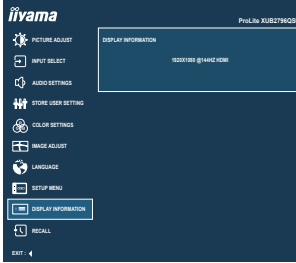 iiyama
ProLite XUB2796QS
PICTURE ADJUST
DISPLAY INFORMATION
1920X1080 @144HZ HDMI
INPUT SELECT
AUDIO SETTINGS
STORE USER SETTING
COLOR SETTINGS
IMAGE ADJUST
LANGUAGE
SETUP MENU
DISPLAY INFORMATION
RECALL
EXIT :